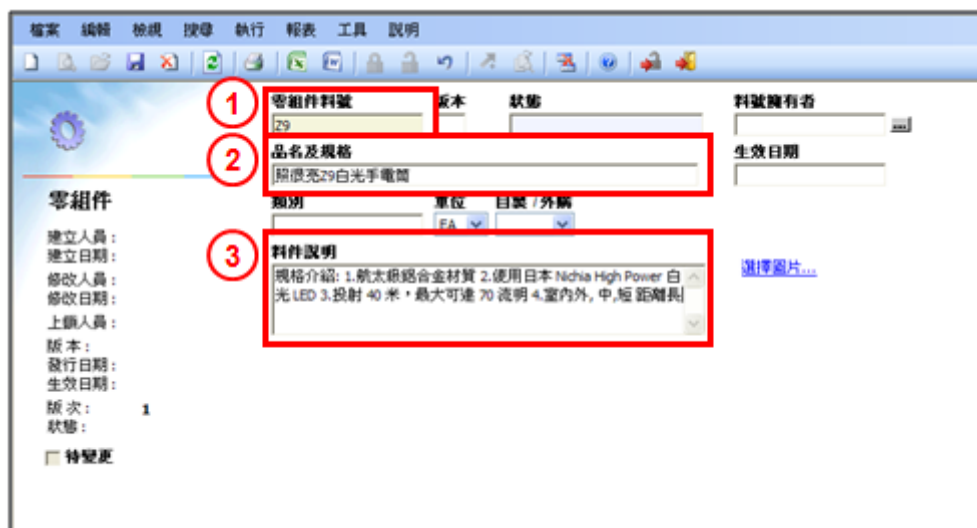 檔案 編輯 檢視 搜尋 執行 報表 工具 說明
1 零組件料號 版本 狀態 料號擁有者
Z9
2 品名及規格 生效日期
照很亮Z9白光手電筒
零組件
類別 單位 自製 / 外購
EA
建立人員:
建立日期:
修改人員:
修改日期:
上鎖人員:
版本:
發行日期:
生效日期:
版次: 1
狀態:
待變更
3 料件說明
規格介紹: 1.航太級鋁合金材質 2.使用日本 Nichia High Power 白
光 LED 3.投射 40 米，最大可達 70 流明 4.室內外, 中,短 距離長
選擇圖片...